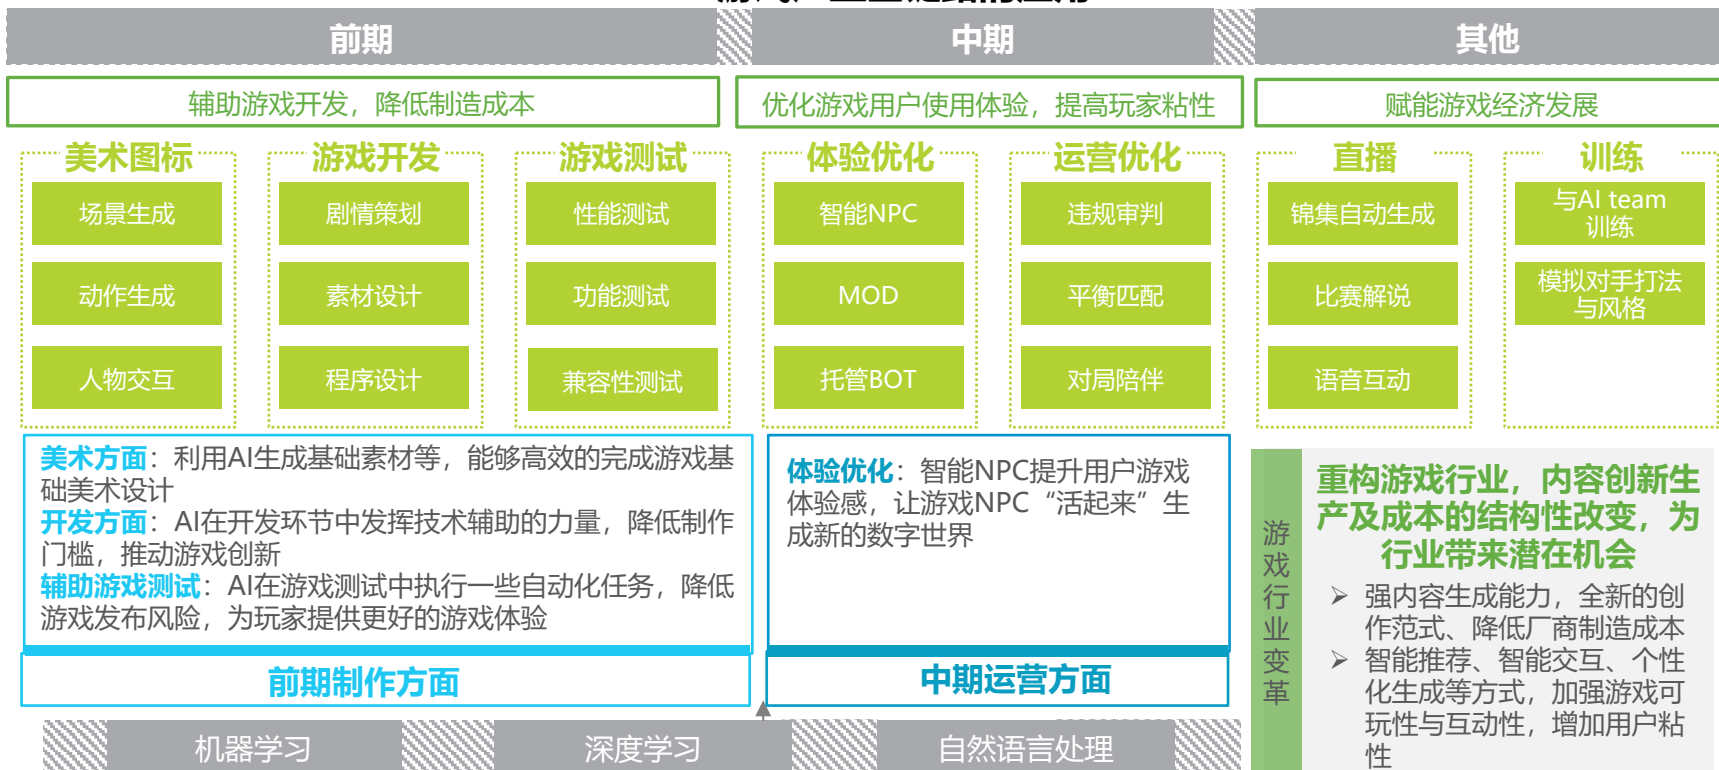 前期
中期
其他
辅助游戏开发，降低制造成本
优化游戏用户使用体验，提高玩家粘性
赋能游戏经济发展
美术图标
游戏开发
游戏测试
体验优化
运营优化
直播
训练
场景生成
剧情策划
性能测试
智能NPC
违规审判
锦集自动生成
与AI team
训练
动作生成
素材设计
功能测试
MOD
平衡匹配
比赛解说
模拟对手打法
与风格
人物交互
程序设计
兼容性测试
托管BOT
对局陪伴
语音互动
美术方面：利用AI生成基础素材等，能够高效的完成游戏基
础美术设计
开发方面：AI在开发环节中发挥技术辅助的力量，降低制作
门槛，推动游戏创新
辅助游戏测试：AI在游戏测试中执行一些自动化任务，降低
游戏发布风险，为玩家提供更好的游戏体验
前期制作方面
体验优化：智能NPC提升用户游戏
体验感，让游戏NPC“活起来”生
成新的数字世界
中期运营方面
游戏行业变革
重构游戏行业，内容创新生
产及成本的结构性改变，为
行业带来潜在机会
➢ 强内容生成能力，全新的创
作范式、降低厂商制造成本
➢ 智能推荐、智能交互、个性
化生成等方式，加强游戏可
玩性与互动性，增加用户粘
性
机器学习
深度学习
自然语言处理